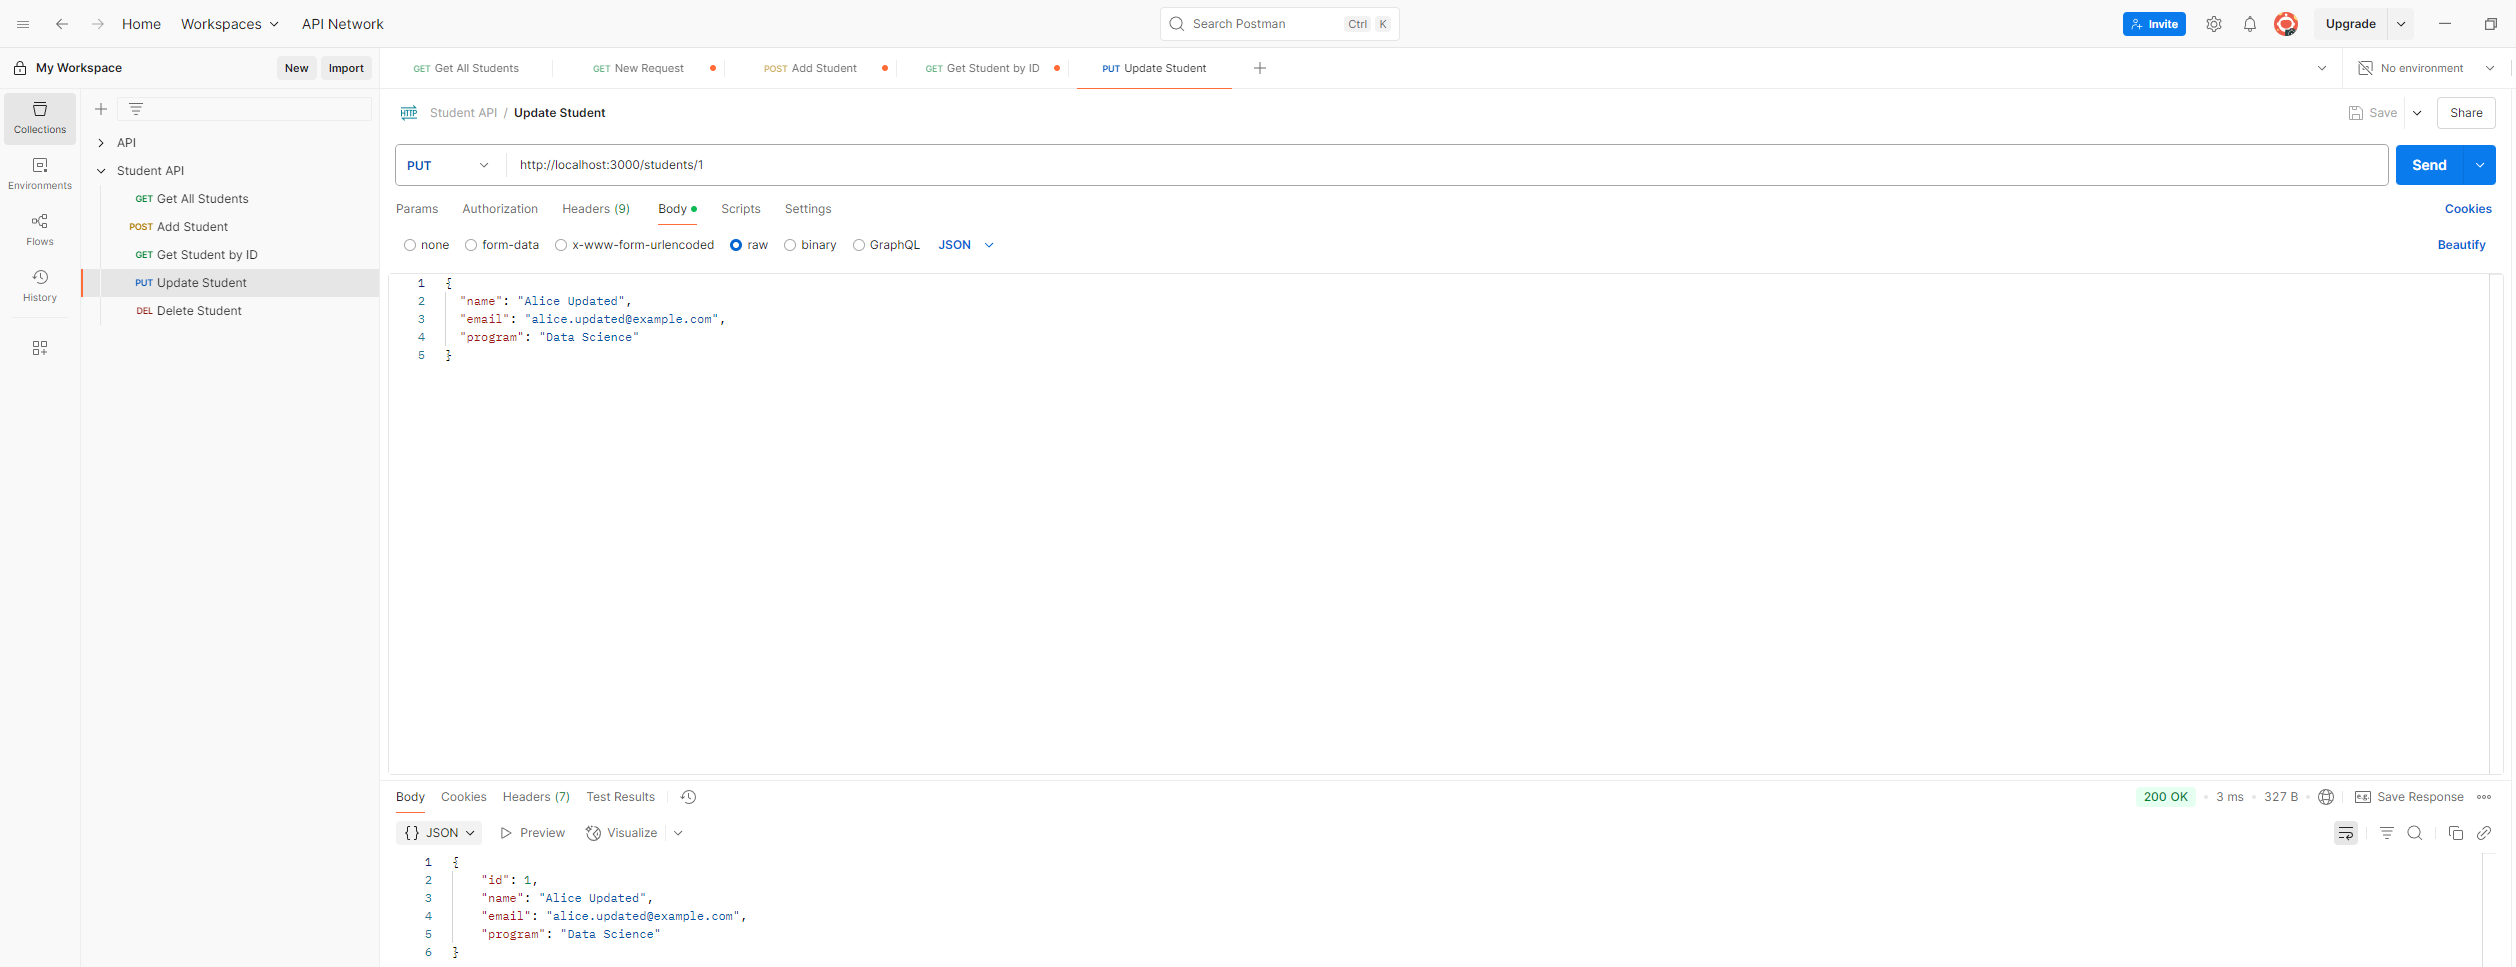 Home Workspaces API Network Search Postman Ctrl K Invite Upgrade
My Workspace New Import GET Get All Students GET New Request POST Add Student GET Get Student by ID PUT Update Student No environment
Collections
Environments
Flows
History
API
Student API
GET Get All Students
POST Add Student
GET Get Student by ID
PUT Update Student
DEL Delete Student
HTTP Student API / Update Student Save Share
PUT http://localhost:3000/students/1 Send
Params Authorization Headers (9) Body Scripts Settings Cookies
none form-data x-www-form-urlencoded raw binary GraphQL JSON Beautify
1 {
2 "name": "Alice Updated",
3 "email": "alice.updated@example.com",
4 "program": "Data Science"
5 }
Body Cookies Headers (7) Test Results 200 OK 3 ms 327 B e.g. Save Response
{} JSON Preview Visualize
1 {
2 "id": 1,
3 "name": "Alice Updated",
4 "email": "alice.updated@example.com",
5 "program": "Data Science"
6 }